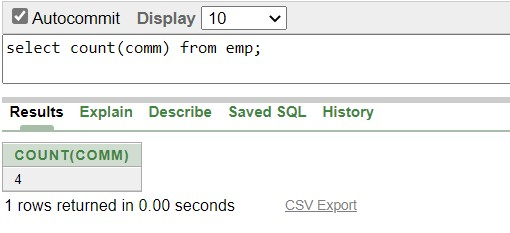 Autocommit Display 10
select count(comm) from emp;
Results Explain Describe Saved SQL History
COUNT(COMM)
4
1 rows returned in 0.00 seconds CSV Export